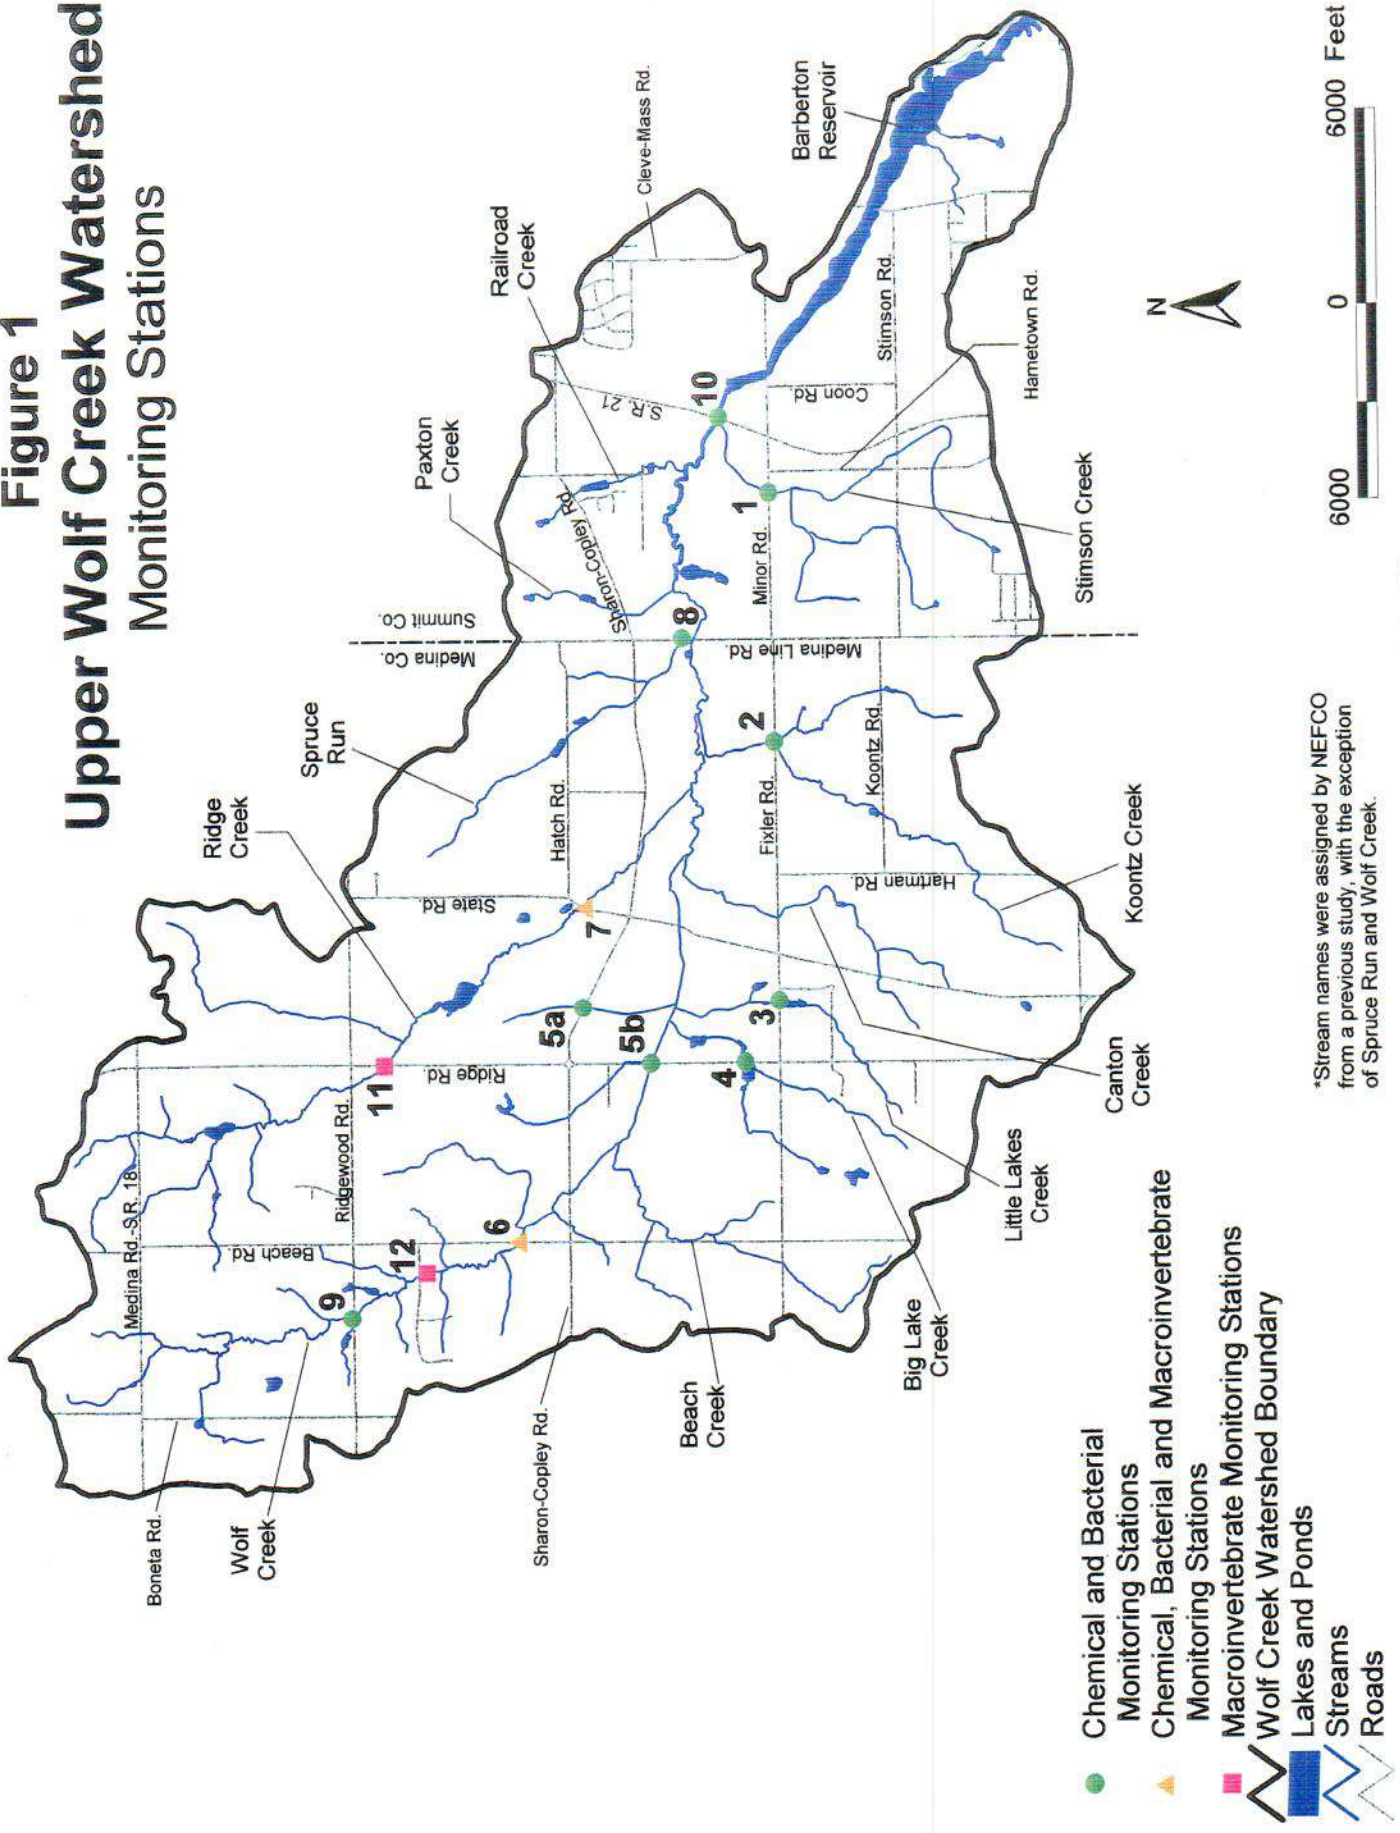 Figure 1
Upper Wolf Creek Watershed
Monitoring Stations
Boneta Rd.
Wolf
Creek
Medina Rd.-S.R. 18
Beach Rd.
Ridgewood Rd.
Ridge
Creek
Spruce
Run
Medina Co.
Summit Co.
Paxton
Creek
Railroad
Creek
Cleve-Mass Rd.
Barberton
Reservoir
9
12
11
6
Ridge Rd.
State Rd.
Hatch Rd.
Sharon-Copley Rd.
Sharon-Copley Rd
S.R. 21
5a
5b
7
8
10
4
3
2
1
Fixler Rd.
Minor Rd.
Medina Line Rd.
Koontz Rd.
Hartman Rd.
Coon Rd.
Stimson Rd.
Hametown Rd.
Beach
Creek
Big Lake
Creek
Little Lakes
Creek
Canton
Creek
Koontz Creek
Stimson Creek
N
6000
0
6000 Feet
Chemical and Bacterial
Monitoring Stations
Chemical, Bacterial and Macroinvertebrate
Monitoring Stations
Macroinvertebrate Monitoring Stations
Wolf Creek Watershed Boundary
Lakes and Ponds
Streams
Roads
*Stream names were assigned by NEFCO
from a previous study, with the exception
of Spruce Run and Wolf Creek.